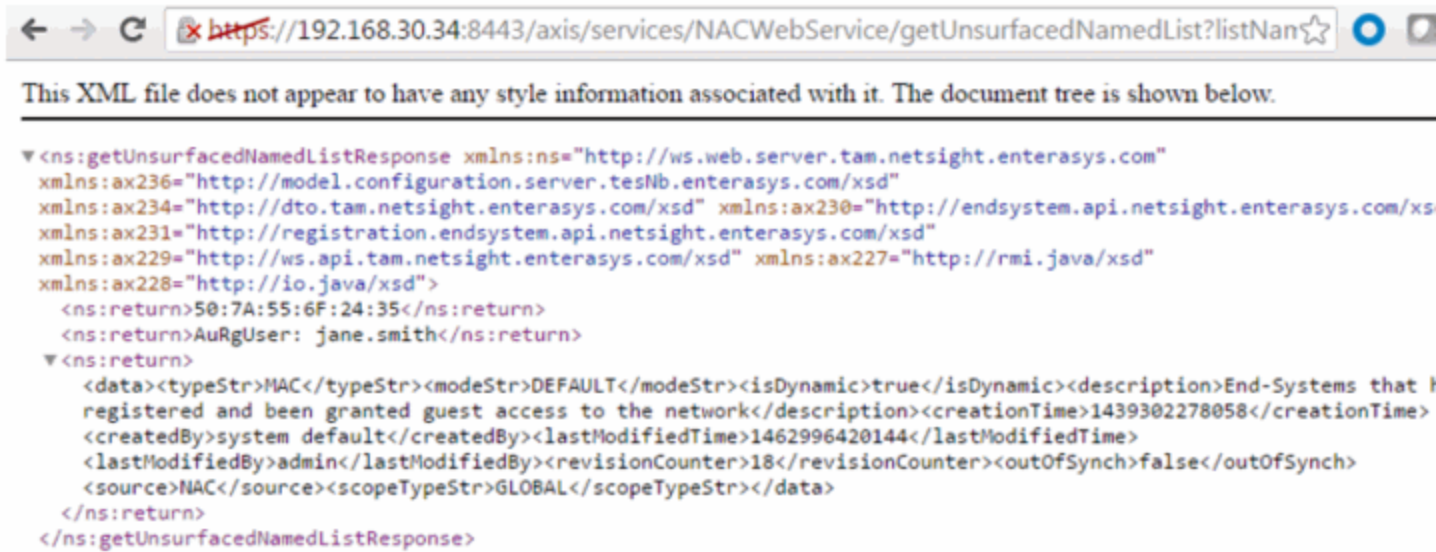 https://192.168.30.34:8443/axis/services/NACWebService/getUnsurfacedNamedList?listNam
This XML file does not appear to have any style information associated with it. The document tree is shown below.
▼<ns:getUnsurfacedNamedListResponse xmlns:ns="http://ws.web.server.tam.netsight.enterasys.com"
xmlns:ax236="http://model.configuration.server.tesNb.enterasys.com/xsd"
xmlns:ax234="http://dto.tam.netsight.enterasys.com/xsd" xmlns:ax230="http://endsystem.api.netsight.enterasys.com/xs
xmlns:ax231="http://registration.endsystem.api.netsight.enterasys.com/xsd"
xmlns:ax229="http://ws.api.tam.netsight.enterasys.com/xsd" xmlns:ax227="http://rmi.java/xsd"
xmlns:ax228="http://io.java/xsd">
<ns:return>50:7A:55:6F:24:35</ns:return>
<ns:return>AuRgUser: jane.smith</ns:return>
▼<ns:return>
<data><typeStr>MAC</typeStr><modeStr>DEFAULT</modeStr><isDynamic>true</isDynamic><description>End-Systems that h
registered and been granted guest access to the network</description><creationTime>1439302278058</creationTime>
<createdBy>system default</createdBy><lastModifiedTime>1462996420144</lastModifiedTime>
<lastModifiedBy>admin</lastModifiedBy><revisionCounter>18</revisionCounter><outOfSynch>false</outOfSynch>
<source>NAC</source><scopeTypeStr>GLOBAL</scopeTypeStr></data>
</ns:return>
</ns:getUnsurfacedNamedListResponse>